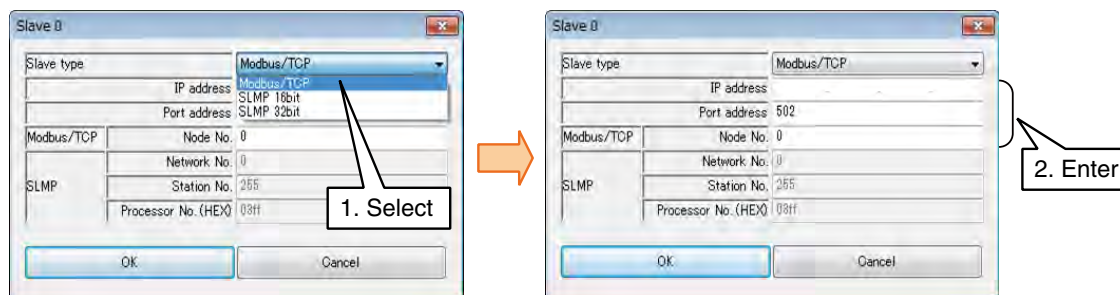 Slave 0
Slave type Modbus/TCP
Modbus/TCP
IP address
SLMP 16bit
Port address SLMP 32bit
Modbus/TCP Node No. 0
Network No. 0
SLMP Station No. 255
Processor No.(HEX) 03ff
1. Select
OK Cancel
Slave 0
Slave type Modbus/TCP
IP address
Port address 502
Modbus/TCP Node No. 0
Network No. 0
SLMP Station No. 255
Processor No.(HEX) 03ff
2. Enter
OK Cancel